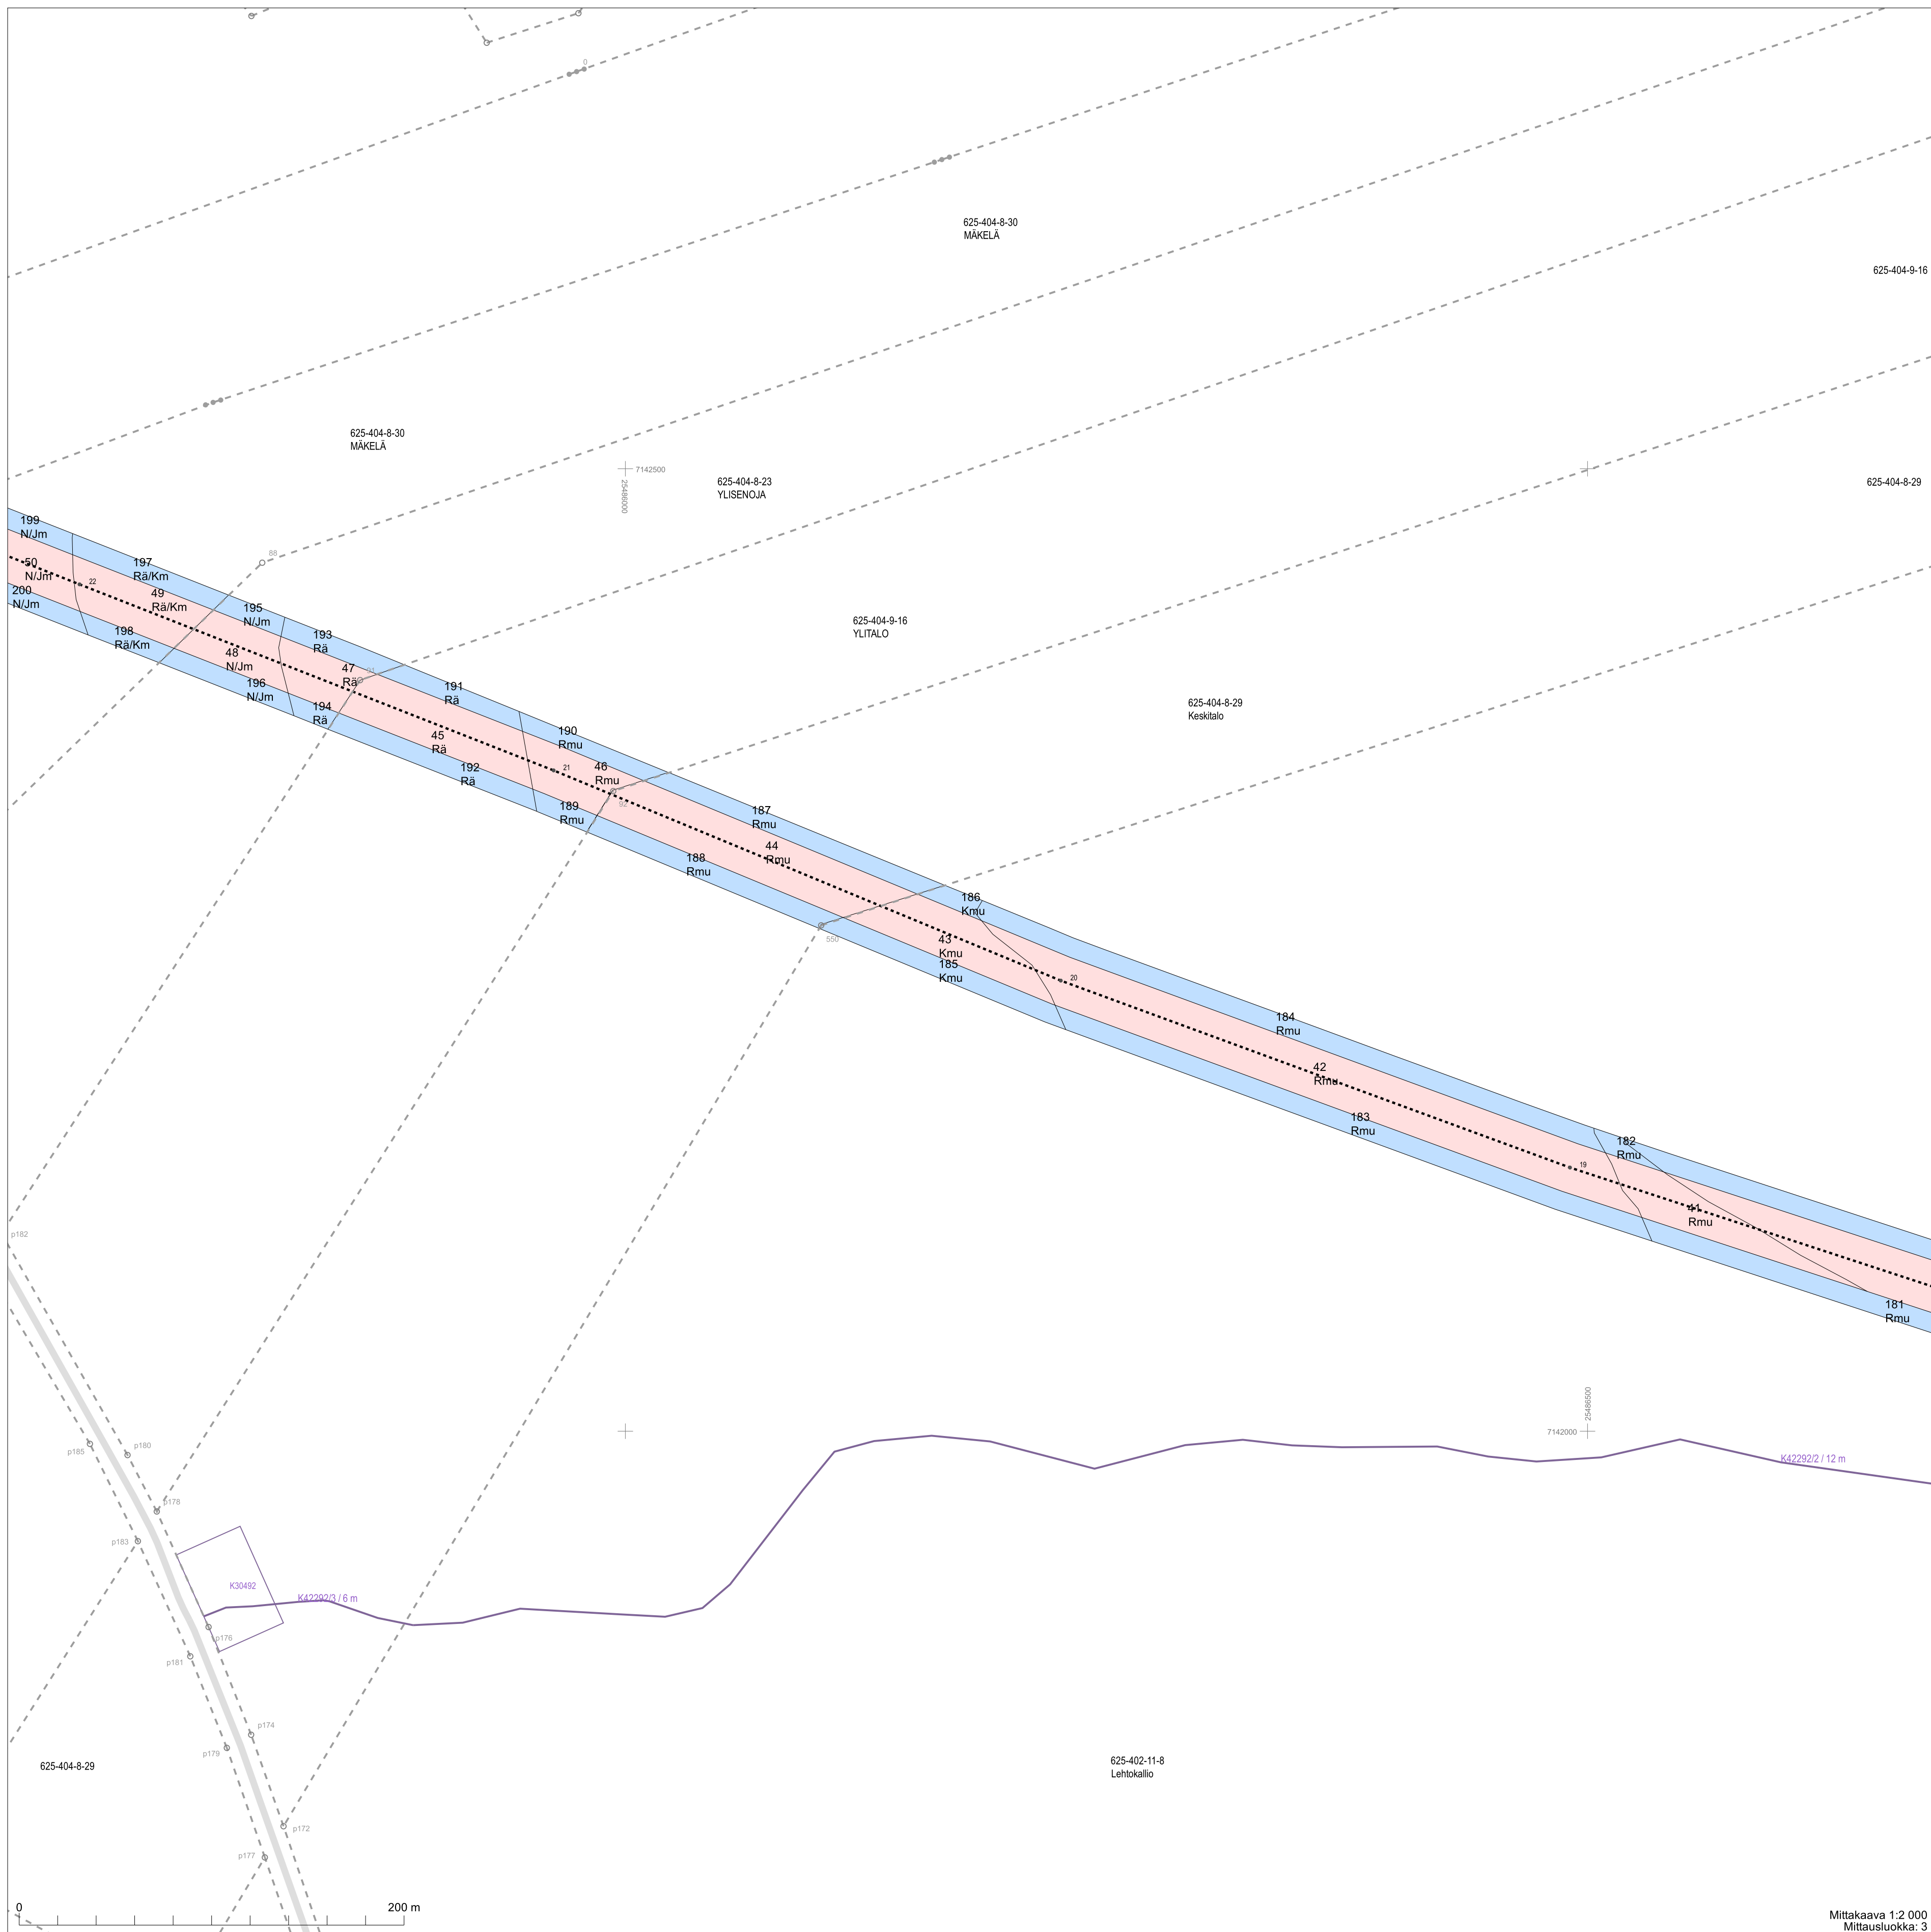 0
625-404-8-30
MÄKELÄ
625-404-9-16
625-404-8-30
MÄKELÄ
7142500
25486000
625-404-8-23
YLISENOJA
625-404-8-29
199
N/Jm
88
197
Rä/Km
50
N/Jm
22
200
N/Jm
49
Rä/Km
195
N/Jm
193
Rä
198
Rä/Km
48
N/Jm
47
Rä
91
196
N/Jm
194
Rä
191
Rä
625-404-9-16
YLITALO
625-404-8-29
Keskitalo
45
Rä
190
Rmu
192
Rä
21
46
Rmu
92
189
Rmu
187
Rmu
44
Rmu
188
Rmu
186
Kmu
550
43
Kmu
185
Kmu
20
184
Rmu
42
Rmu
183
Rmu
182
Rmu
19
41
Rmu
p182
181
Rmu
25486500
7142000
p185
p180
K42292/2 / 12 m
p178
p183
K30492
K42292/3 / 6 m
p176
p181
p174
p179
625-404-8-29
625-402-11-8
Lehtokallio
p172
p177
0
200 m
Mittakaava 1:2 000
Mittausluokka: 3